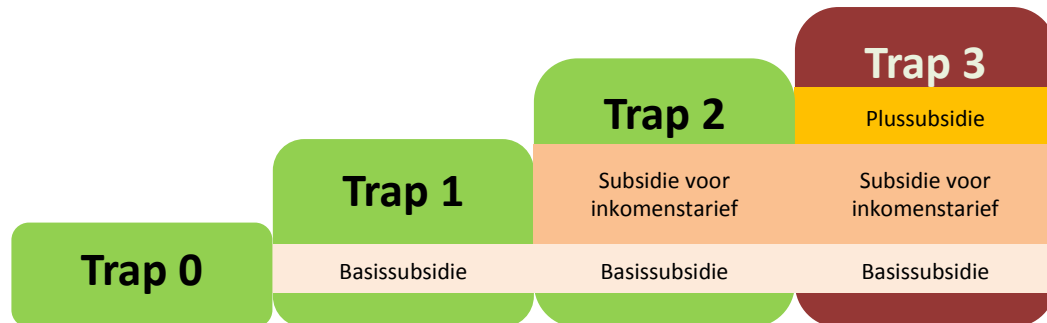 Trap 3
Plussubsidie
Trap 2
Subsidie voor
inkomenstarief
Subsidie voor
inkomenstarief
Trap 1
Trap 0
Basissubsidie
Basissubsidie
Basissubsidie